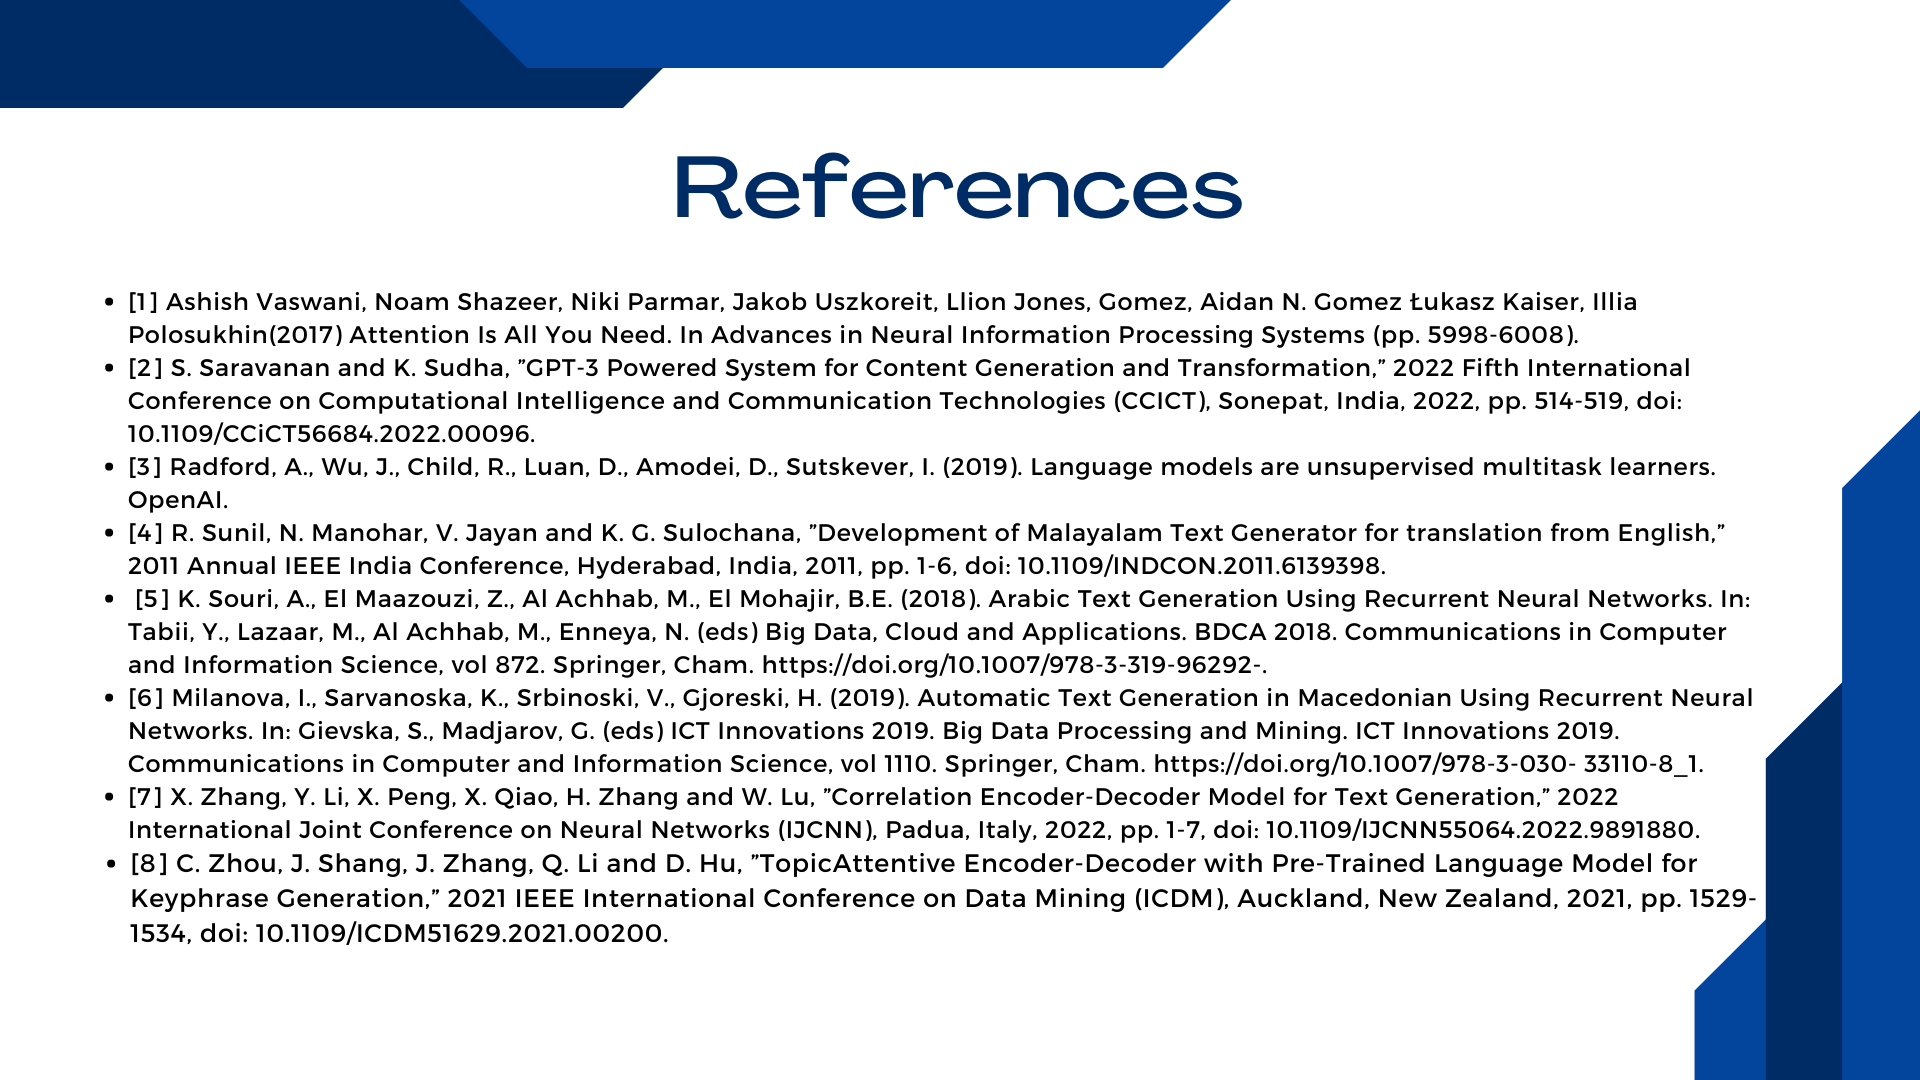 References
• [1] Ashish Vaswani, Noam Shazeer, Niki Parmar, Jakob Uszkoreit, Llion Jones, Gomez, Aidan N. Gomez Łukasz Kaiser, Illia
Polosukhin(2017) Attention Is All You Need. In Advances in Neural Information Processing Systems (pp. 5998-6008).
• [2] S. Saravanan and K. Sudha, ”GPT-3 Powered System for Content Generation and Transformation,” 2022 Fifth International
Conference on Computational Intelligence and Communication Technologies (CCICT), Sonepat, India, 2022, pp. 514-519, doi:
10.1109/CCiCT56684.2022.00096.
• [3] Radford, A., Wu, J., Child, R., Luan, D., Amodei, D., Sutskever, I. (2019). Language models are unsupervised multitask learners.
OpenAI.
• [4] R. Sunil, N. Manohar, V. Jayan and K. G. Sulochana, ”Development of Malayalam Text Generator for translation from English,”
2011 Annual IEEE India Conference, Hyderabad, India, 2011, pp. 1-6, doi: 10.1109/INDCON.2011.6139398.
• [5] K. Souri, A., El Maazouzi, Z., Al Achhab, M., El Mohajir, B.E. (2018). Arabic Text Generation Using Recurrent Neural Networks. In:
Tabii, Y., Lazaar, M., Al Achhab, M., Enneya, N. (eds) Big Data, Cloud and Applications. BDCA 2018. Communications in Computer
and Information Science, vol 872. Springer, Cham. https://doi.org/10.1007/978-3-319-96292-.
• [6] Milanova, I., Sarvanoska, K., Srbinoski, V., Gjoreski, H. (2019). Automatic Text Generation in Macedonian Using Recurrent Neural
Networks. In: Gievska, S., Madjarov, G. (eds) ICT Innovations 2019. Big Data Processing and Mining. ICT Innovations 2019.
Communications in Computer and Information Science, vol 1110. Springer, Cham. https://doi.org/10.1007/978-3-030- 33110-8_1.
• [7] X. Zhang, Y. Li, X. Peng, X. Qiao, H. Zhang and W. Lu, ”Correlation Encoder-Decoder Model for Text Generation,” 2022
International Joint Conference on Neural Networks (IJCNN), Padua, Italy, 2022, pp. 1-7, doi: 10.1109/IJCNN55064.2022.9891880.
• [8] C. Zhou, J. Shang, J. Zhang, Q. Li and D. Hu, ”TopicAttentive Encoder-Decoder with Pre-Trained Language Model for
Keyphrase Generation,” 2021 IEEE International Conference on Data Mining (ICDM), Auckland, New Zealand, 2021, pp. 1529-
1534, doi: 10.1109/ICDM51629.2021.00200.